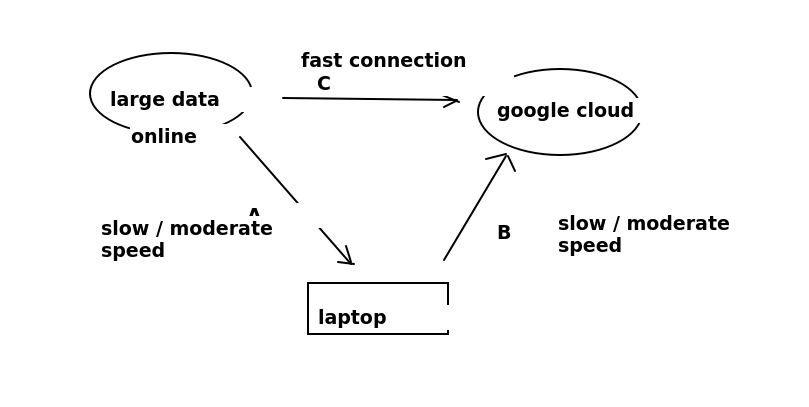 fast connection
C
large data
online
google cloud
A
slow / moderate
speed
B
slow / moderate
speed
laptop